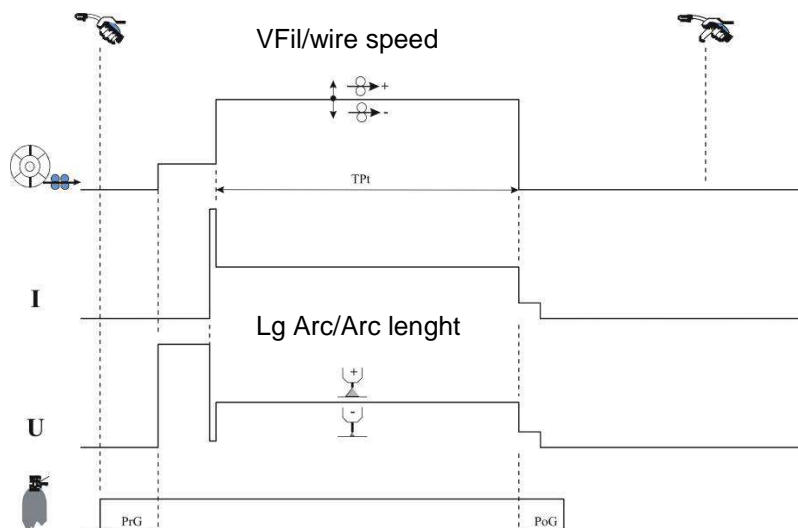 VFil/wire speed
+
-
TPt
I
Lg Arc/Arc lenght
+
U
-
PrG PoG